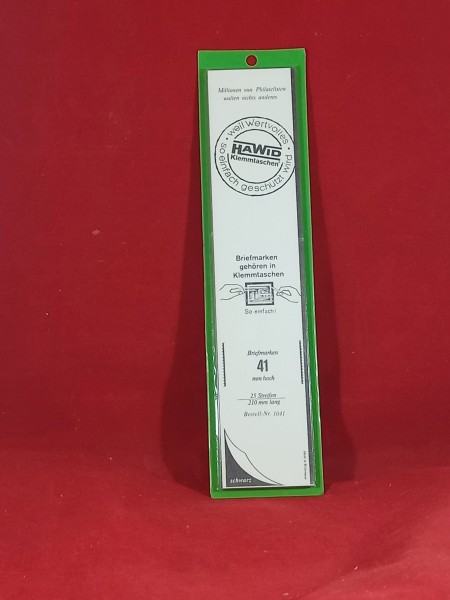 Millionen von Philatelisten
wollen nichts anderes
• weil Wertvolles •
HAWID
Klemmtaschen
so einfach geschützt wird
Briefmarken
gehören in
Klemmtaschen
So einfach!
Briefmarken
41
mm hoch
25 Streifen
210 mm lang
Bestell-Nr. 1041
schwarz